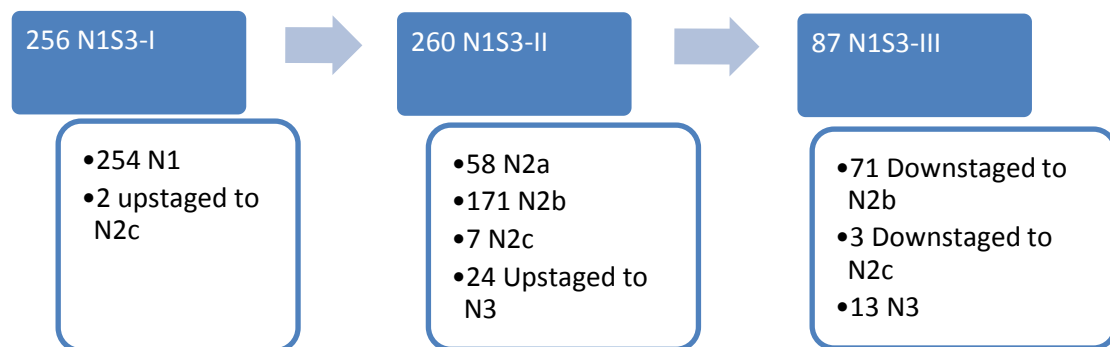 256 N1S3-I
•254 N1
•2 upstaged to
N2c
260 N1S3-II
•58 N2a
•171 N2b
•7 N2c
•24 Upstaged to
N3
87 N1S3-III
•71 Downstaged to
N2b
•3 Downstaged to
N2c
•13 N3